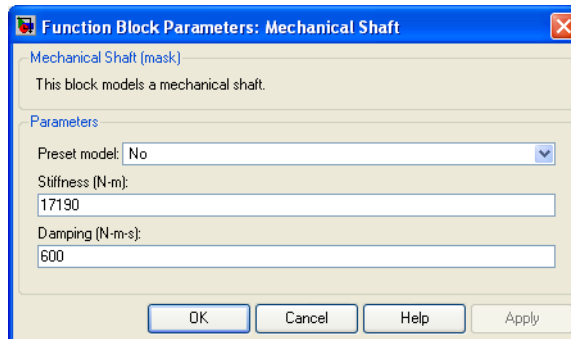 Function Block Parameters: Mechanical Shaft
Mechanical Shaft (mask)
This block models a mechanical shaft.
Parameters
Preset model: No
Stiffness (N-m):
17190
Damping (N-m-s):
600
OK Cancel Help Apply